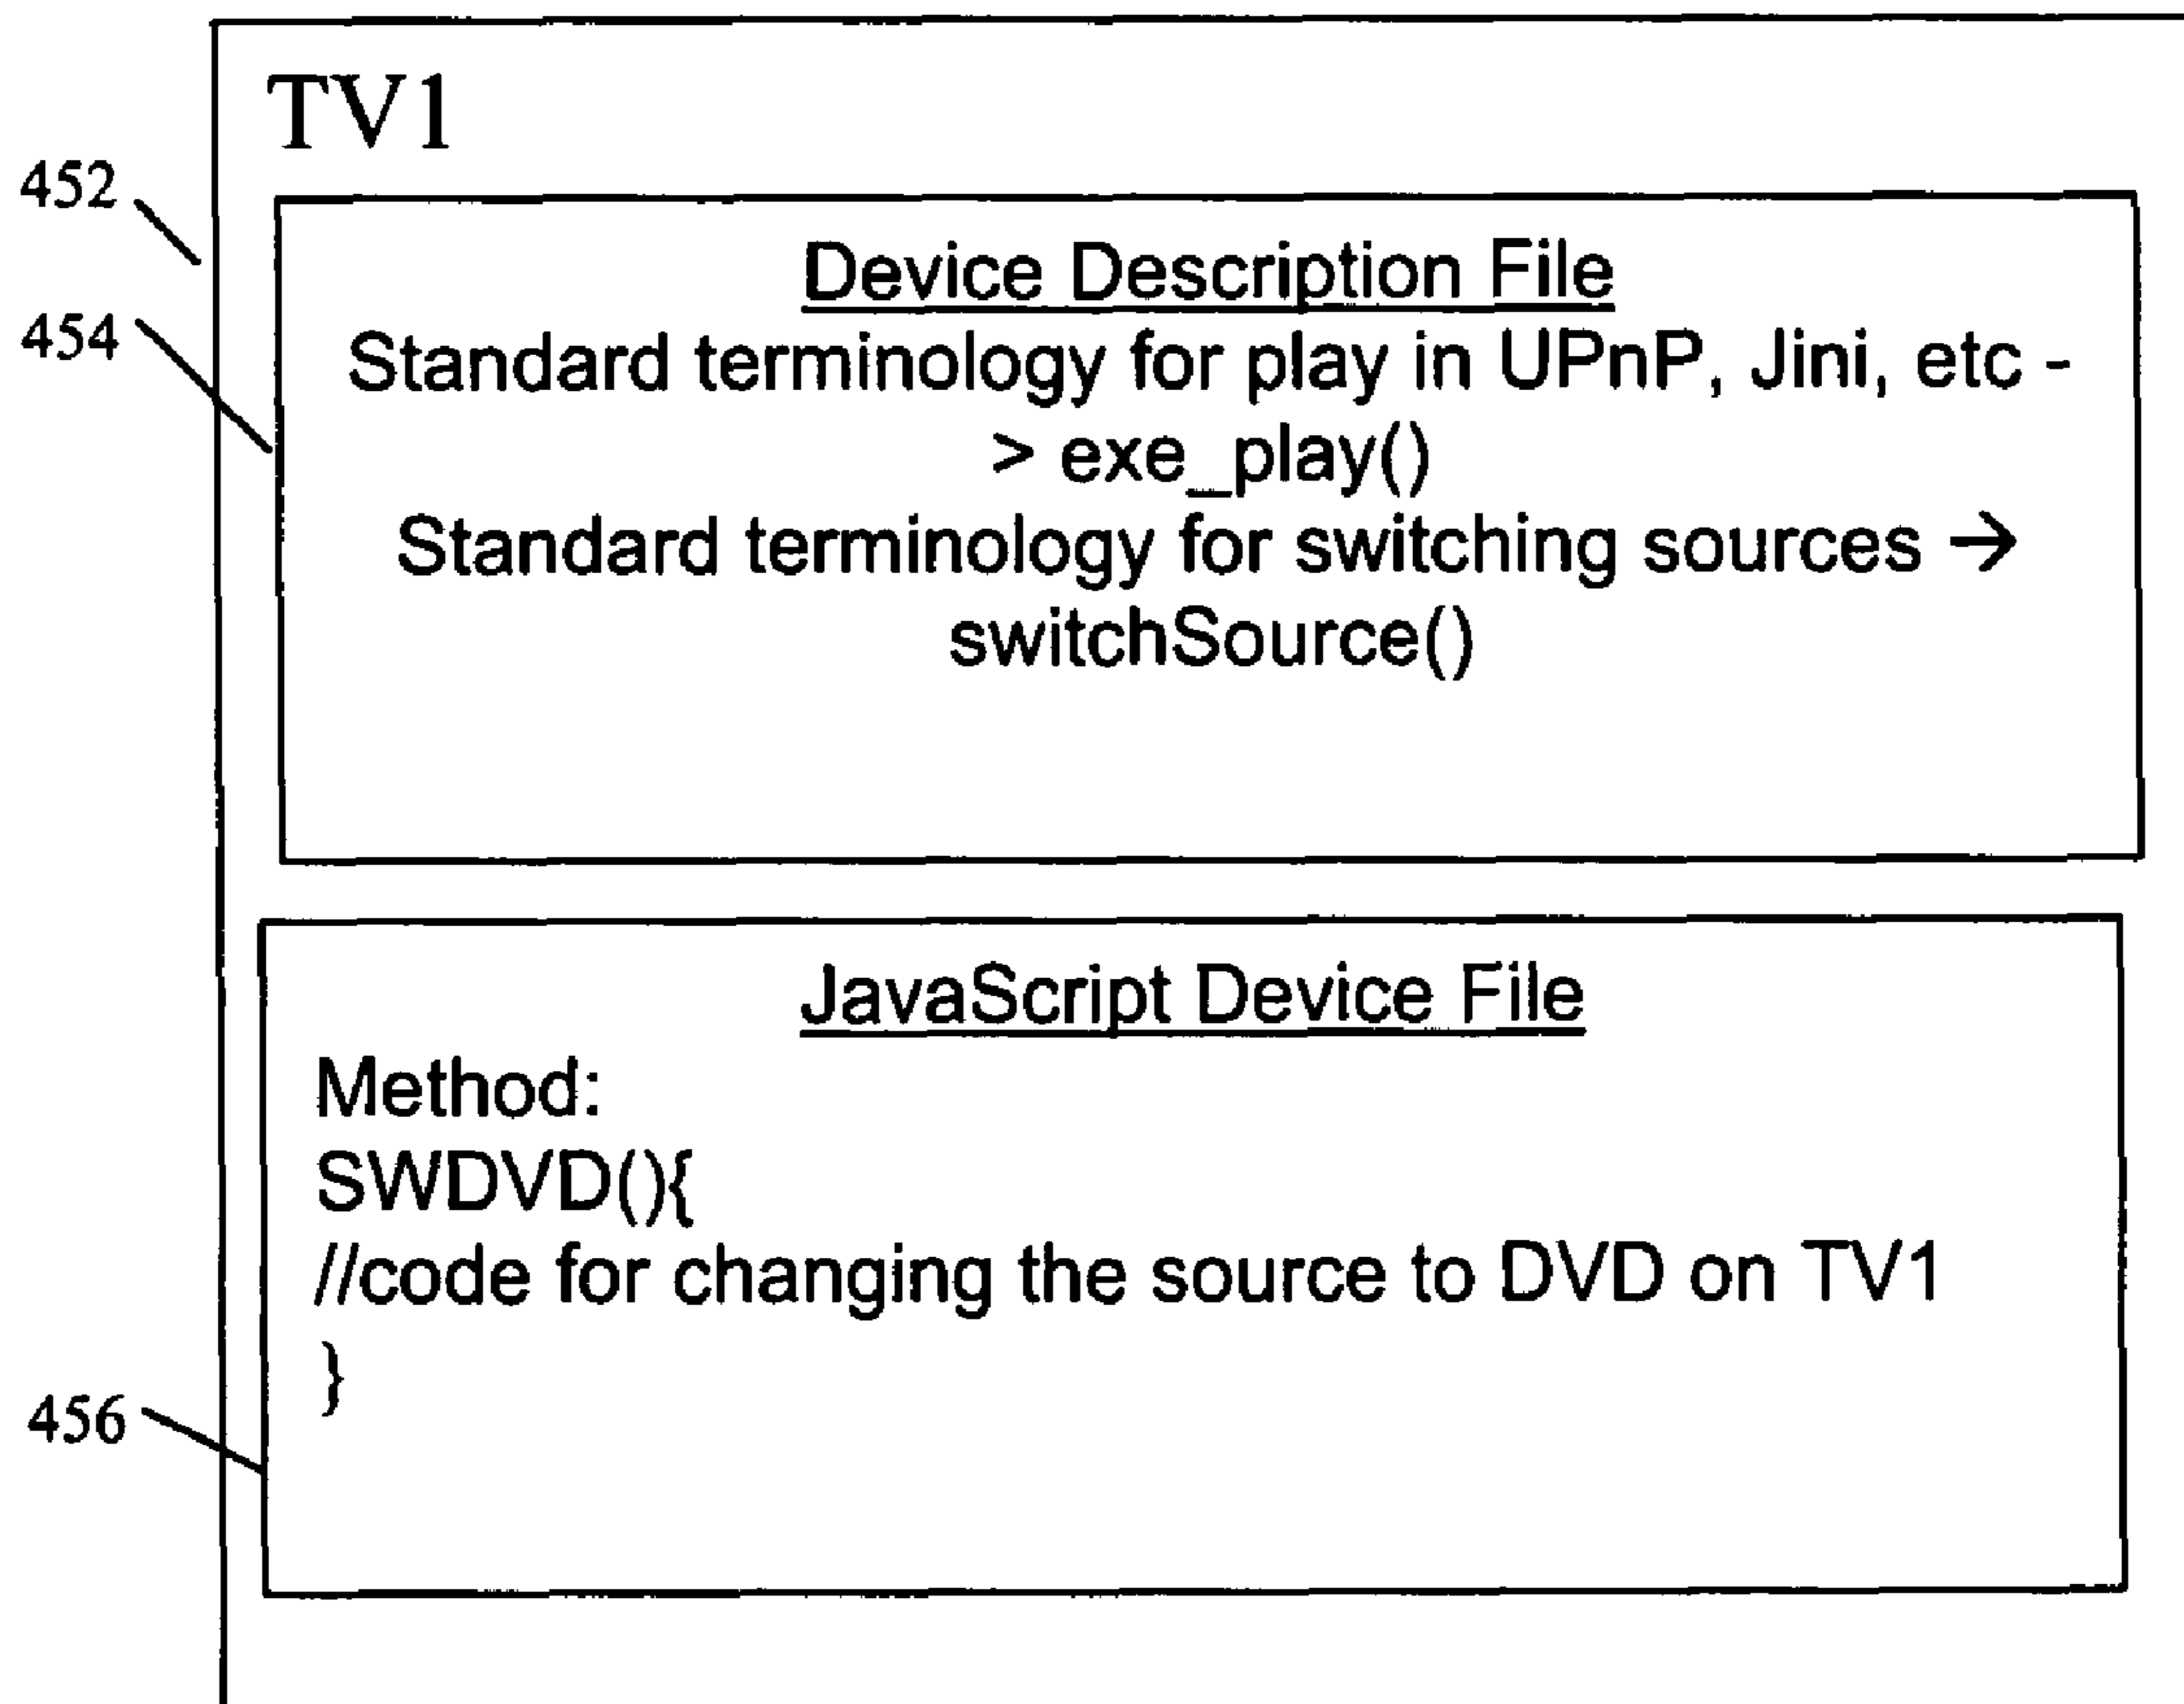 TV1
452
Device Description File
454
Standard terminology for play in UPnP, Jini, etc -
> exe_play()
Standard terminology for switching sources →
switchSource()
JavaScript Device File
Method:
SWDVD(){
//code for changing the source to DVD on TV1
}
456